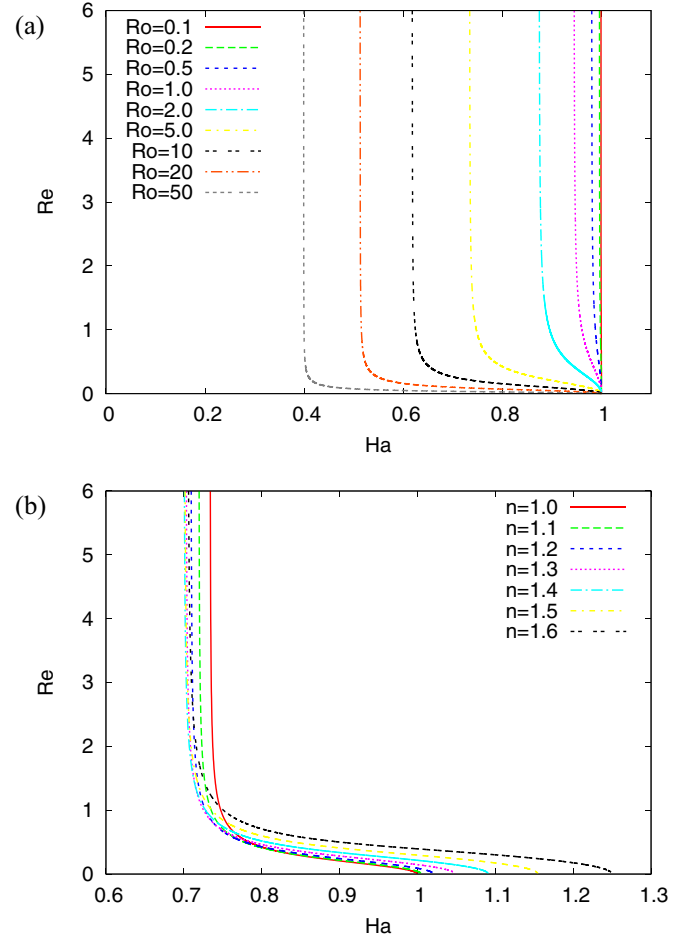 (a)
6
5
4
3
2
1
0
Re
Ro=0.1
Ro=0.2
Ro=0.5
Ro=1.0
Ro=2.0
Ro=5.0
Ro=10
Ro=20
Ro=50
0 0.2 0.4 0.6 0.8 1
Ha
(b)
6
5
4
3
2
1
0
Re
n=1.0
n=1.1
n=1.2
n=1.3
n=1.4
n=1.5
n=1.6
0.6 0.7 0.8 0.9 1 1.1 1.2 1.3
Ha